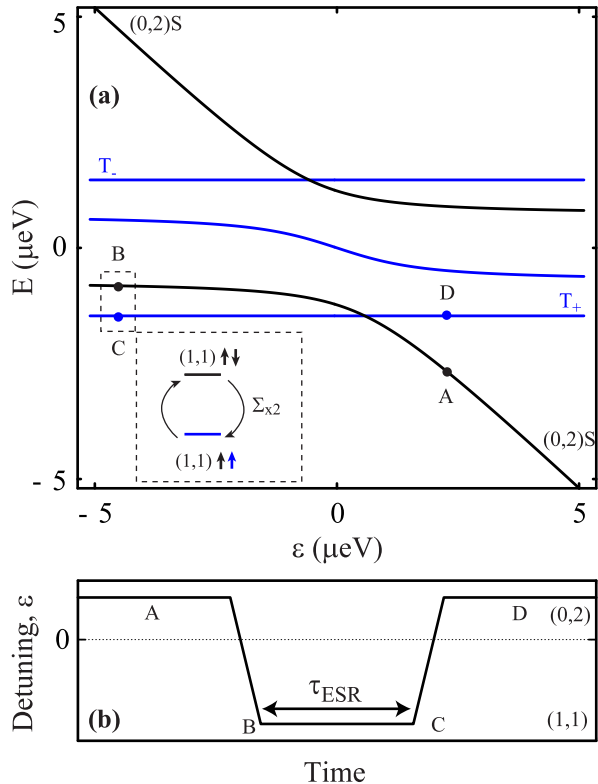 5
(0,2)S
(a)
T-
E (μeV)
0
B
D
T+
C
A
(1,1)
Σx2
(1,1)
(0,2)S
- 5
- 5
0
5
ε (μeV)
Detuning, ε
A
D
(0,2)
0
τESR
(b)
B
C
(1,1)
Time